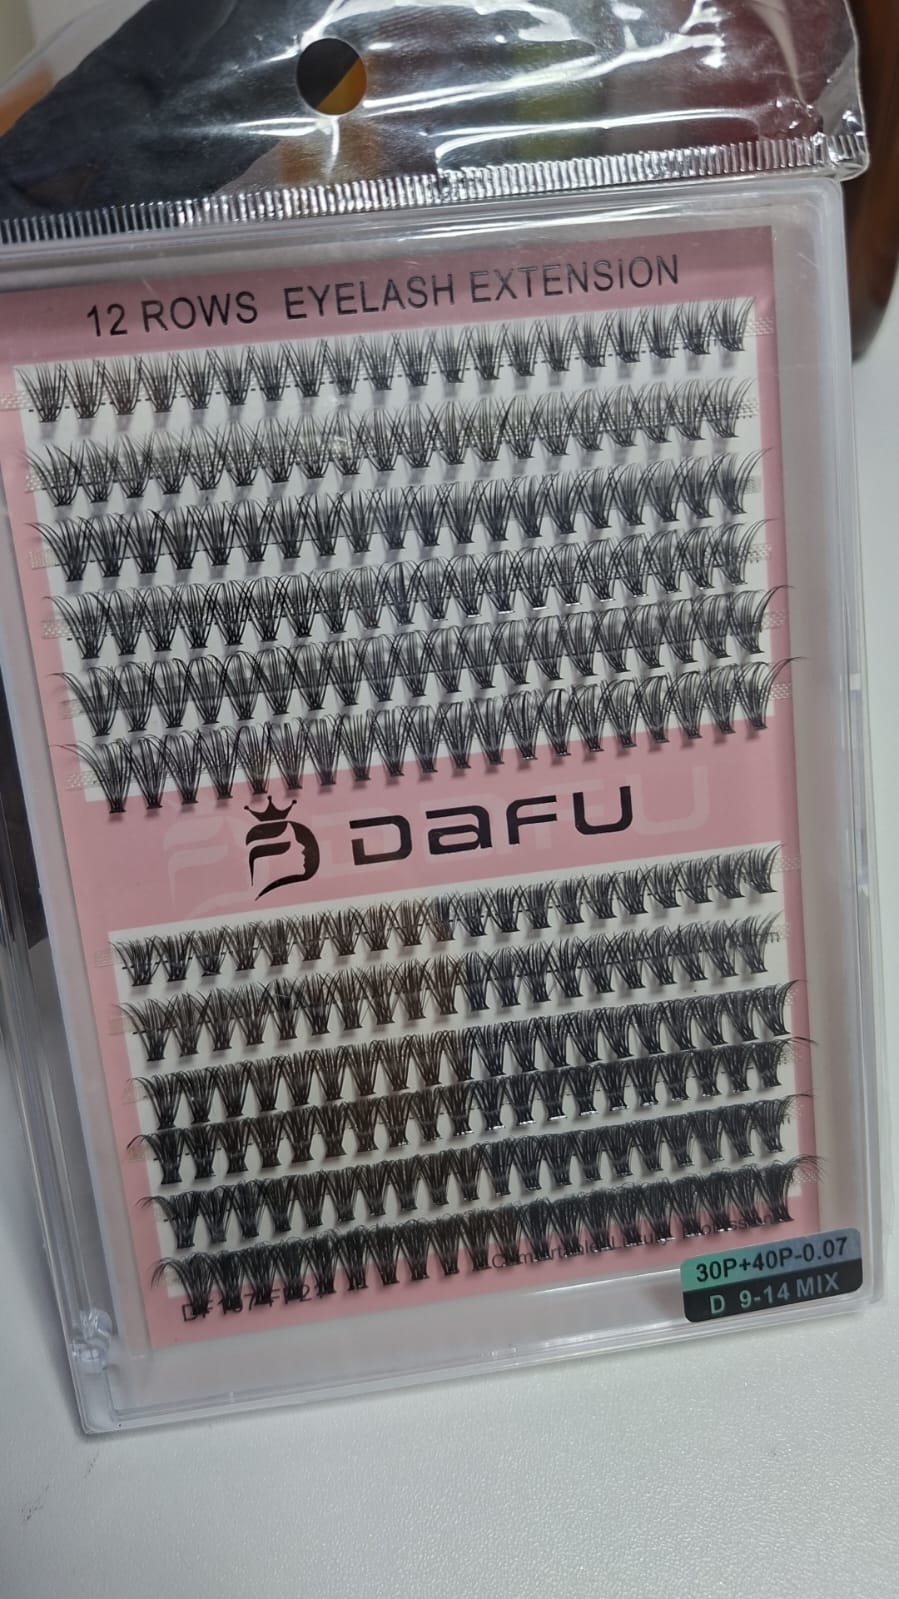 12 ROWS EYELASH EXTENSiON
DaFU
30P+40P-0.07
D 9-14 MIX